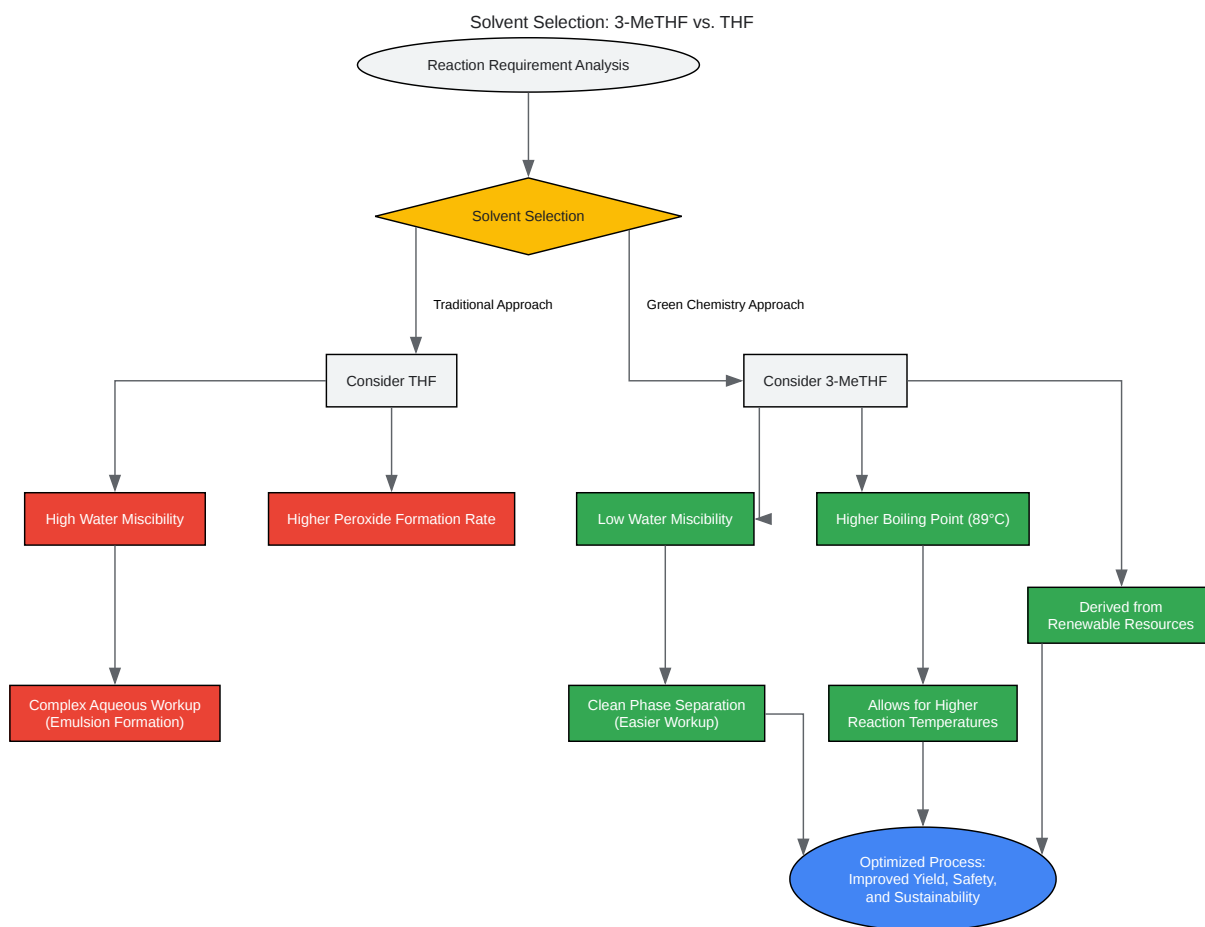 Solvent Selection: 3-MeTHF vs. THF
Reaction Requirement Analysis
Solvent Selection
Traditional Approach
Green Chemistry Approach
Consider THF
Consider 3-MeTHF
High Water Miscibility
Higher Peroxide Formation Rate
Low Water Miscibility
Higher Boiling Point (89°C)
Derived from
Renewable Resources
Complex Aqueous Workup
(Emulsion Formation)
Clean Phase Separation
(Easier Workup)
Allows for Higher
Reaction Temperatures
Optimized Process:
Improved Yield, Safety,
and Sustainability